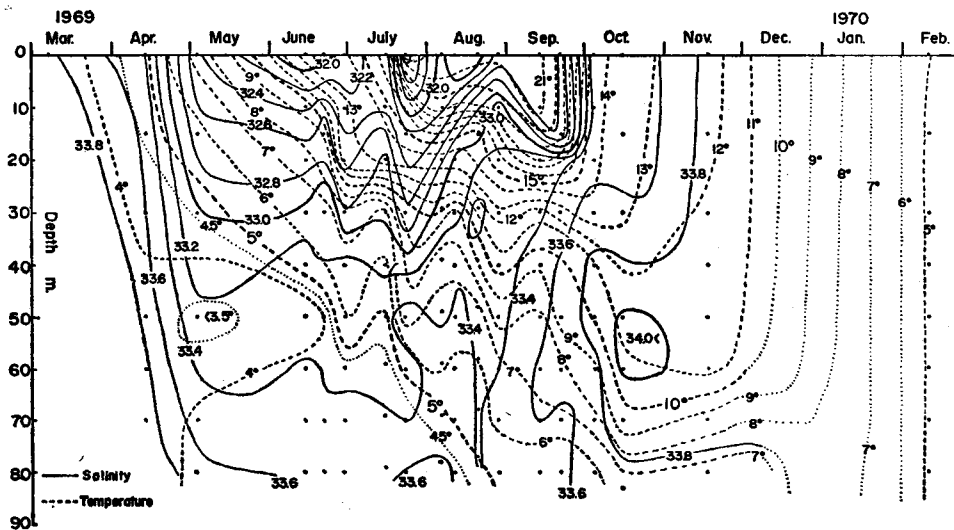 1969 1970
Mar. Apr. May June July Aug. Sep. Oct. Nov. Dec. Jan. Feb.
0
9° 32.0 32.2 32.0 21°
32.4
10 8° 13° 14° 11°
32.6 33.0
20 33.8 7° 12° 10° 9°
32.8 15° 13° 33.8 8°
4° 6° 7°
30 33.0 12° 6°
4.5° 5° 5°
33.2 33.6
40
33.6 33.4
50 <3.5° 33.4 9° 34.0<
33.4 8°
60 4° 7°
5° 10° 9°
70 4.5° 6° 8°
33.8 7° 7°
80 Salinity 33.6 33.6 33.6
Temperature
90
Depth m.